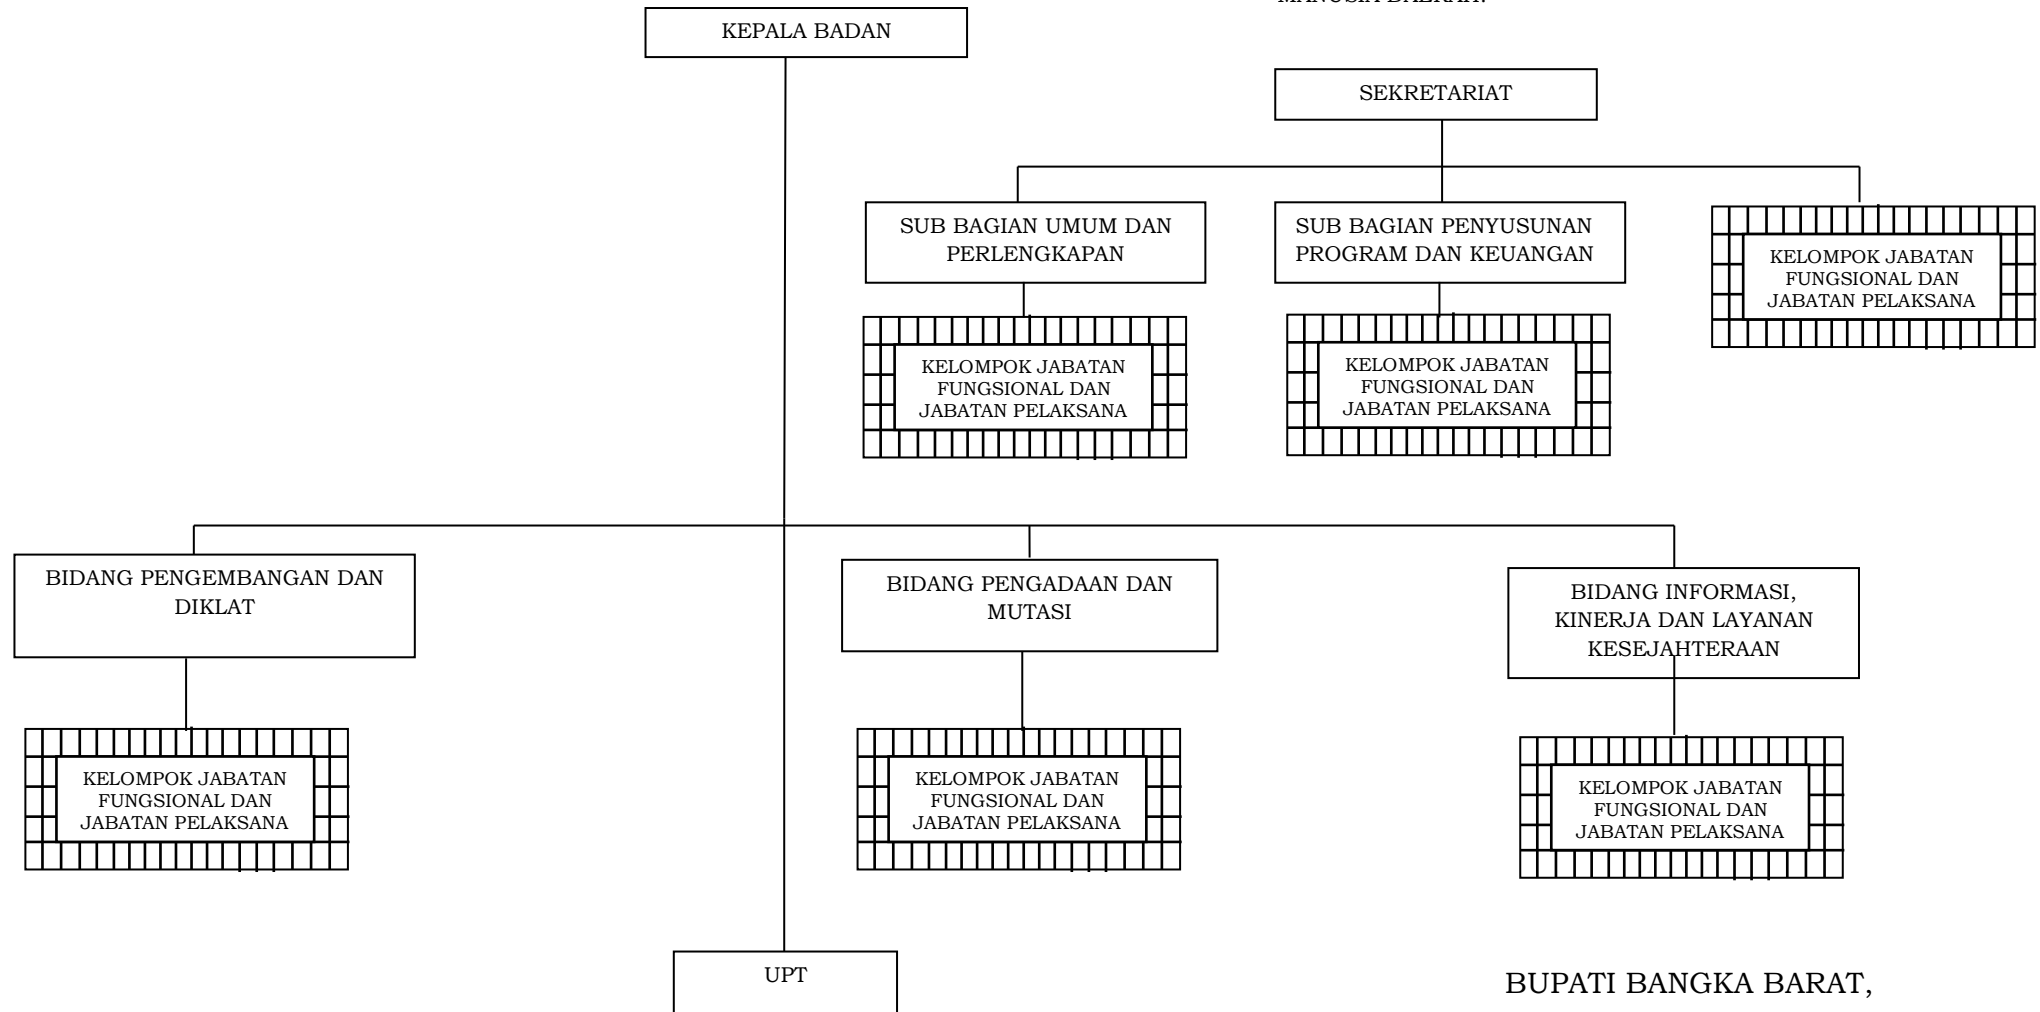 MANUSIA DAERAH.
KEPALA BADAN
SEKRETARIAT
SUB BAGIAN UMUM DAN
PERLENGKAPAN
SUB BAGIAN PENYUSUNAN
PROGRAM DAN KEUANGAN
KELOMPOK JABATAN
FUNGSIONAL DAN
JABATAN PELAKSANA
KELOMPOK JABATAN
FUNGSIONAL DAN
JABATAN PELAKSANA
KELOMPOK JABATAN
FUNGSIONAL DAN
JABATAN PELAKSANA
BIDANG PENGEMBANGAN DAN
DIKLAT
BIDANG PENGADAAN DAN
MUTASI
BIDANG INFORMASI,
KINERJA DAN LAYANAN
KESEJAHTERAAN
KELOMPOK JABATAN
FUNGSIONAL DAN
JABATAN PELAKSANA
KELOMPOK JABATAN
FUNGSIONAL DAN
JABATAN PELAKSANA
KELOMPOK JABATAN
FUNGSIONAL DAN
JABATAN PELAKSANA
UPT
BUPATI BANGKA BARAT,